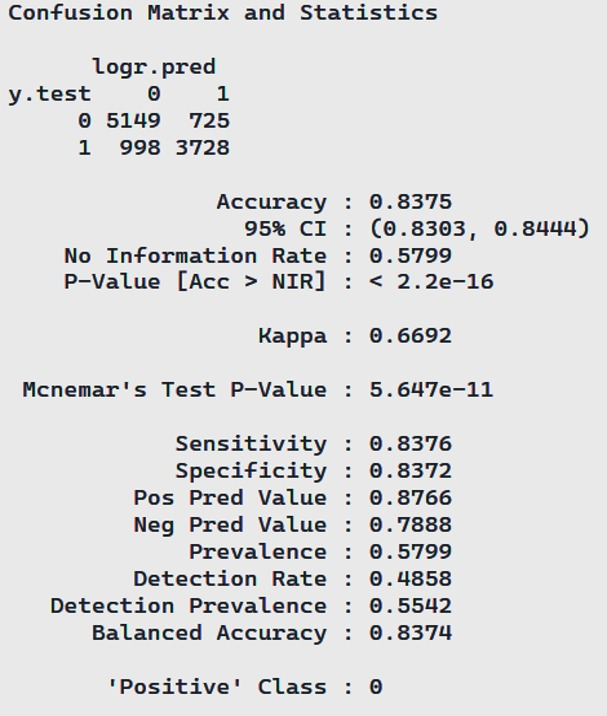 Confusion Matrix and Statistics
logr.pred
y.test 0 1
0 5149 725
1 998 3728
Accuracy : 0.8375
95% CI : (0.8303, 0.8444)
No Information Rate : 0.5799
P-Value [Acc > NIR] : < 2.2e-16
Kappa : 0.6692
Mcnemar's Test P-Value : 5.647e-11
Sensitivity : 0.8376
Specificity : 0.8372
Pos Pred Value : 0.8766
Neg Pred Value : 0.7888
Prevalence : 0.5799
Detection Rate : 0.4858
Detection Prevalence : 0.5542
Balanced Accuracy : 0.8374
'Positive' Class : 0